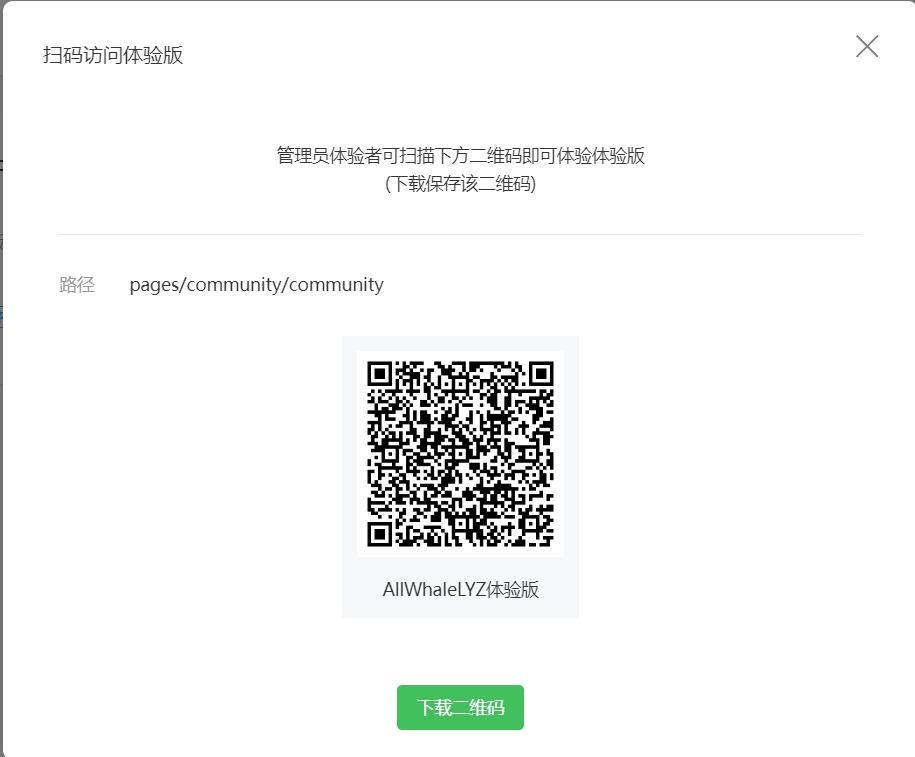 扫码访问体验版
管理员体验者可扫描下方二维码即可体验体验版
(下载保存该二维码)
路径 pages/community/community
AllWhaleLYZ体验版
下载二维码